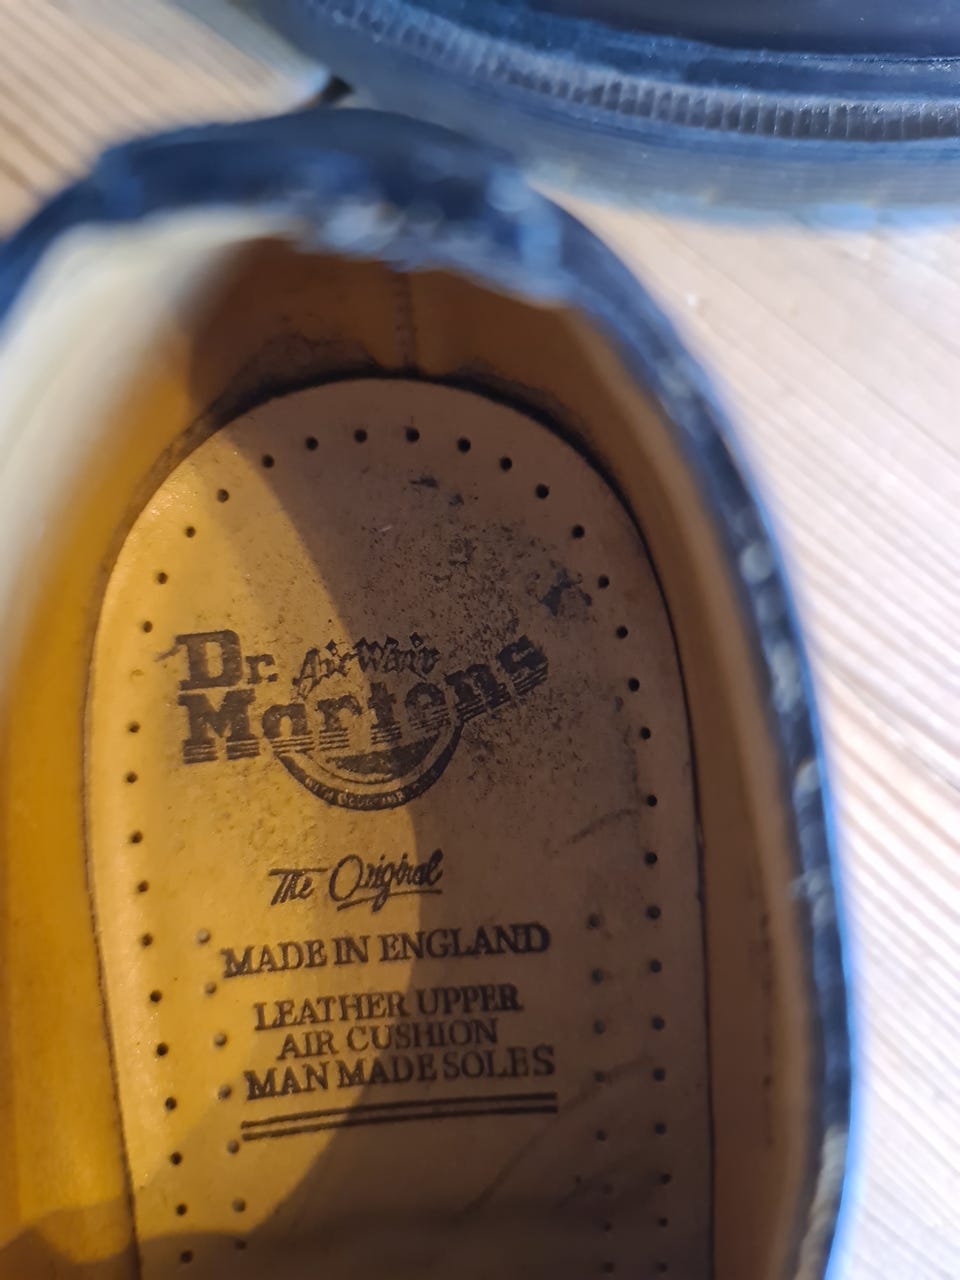 Dr.
AirWair
Martens
The Original
MADE IN ENGLAND
LEATHER UPPER
AIR CUSHION
MAN MADE SOLES